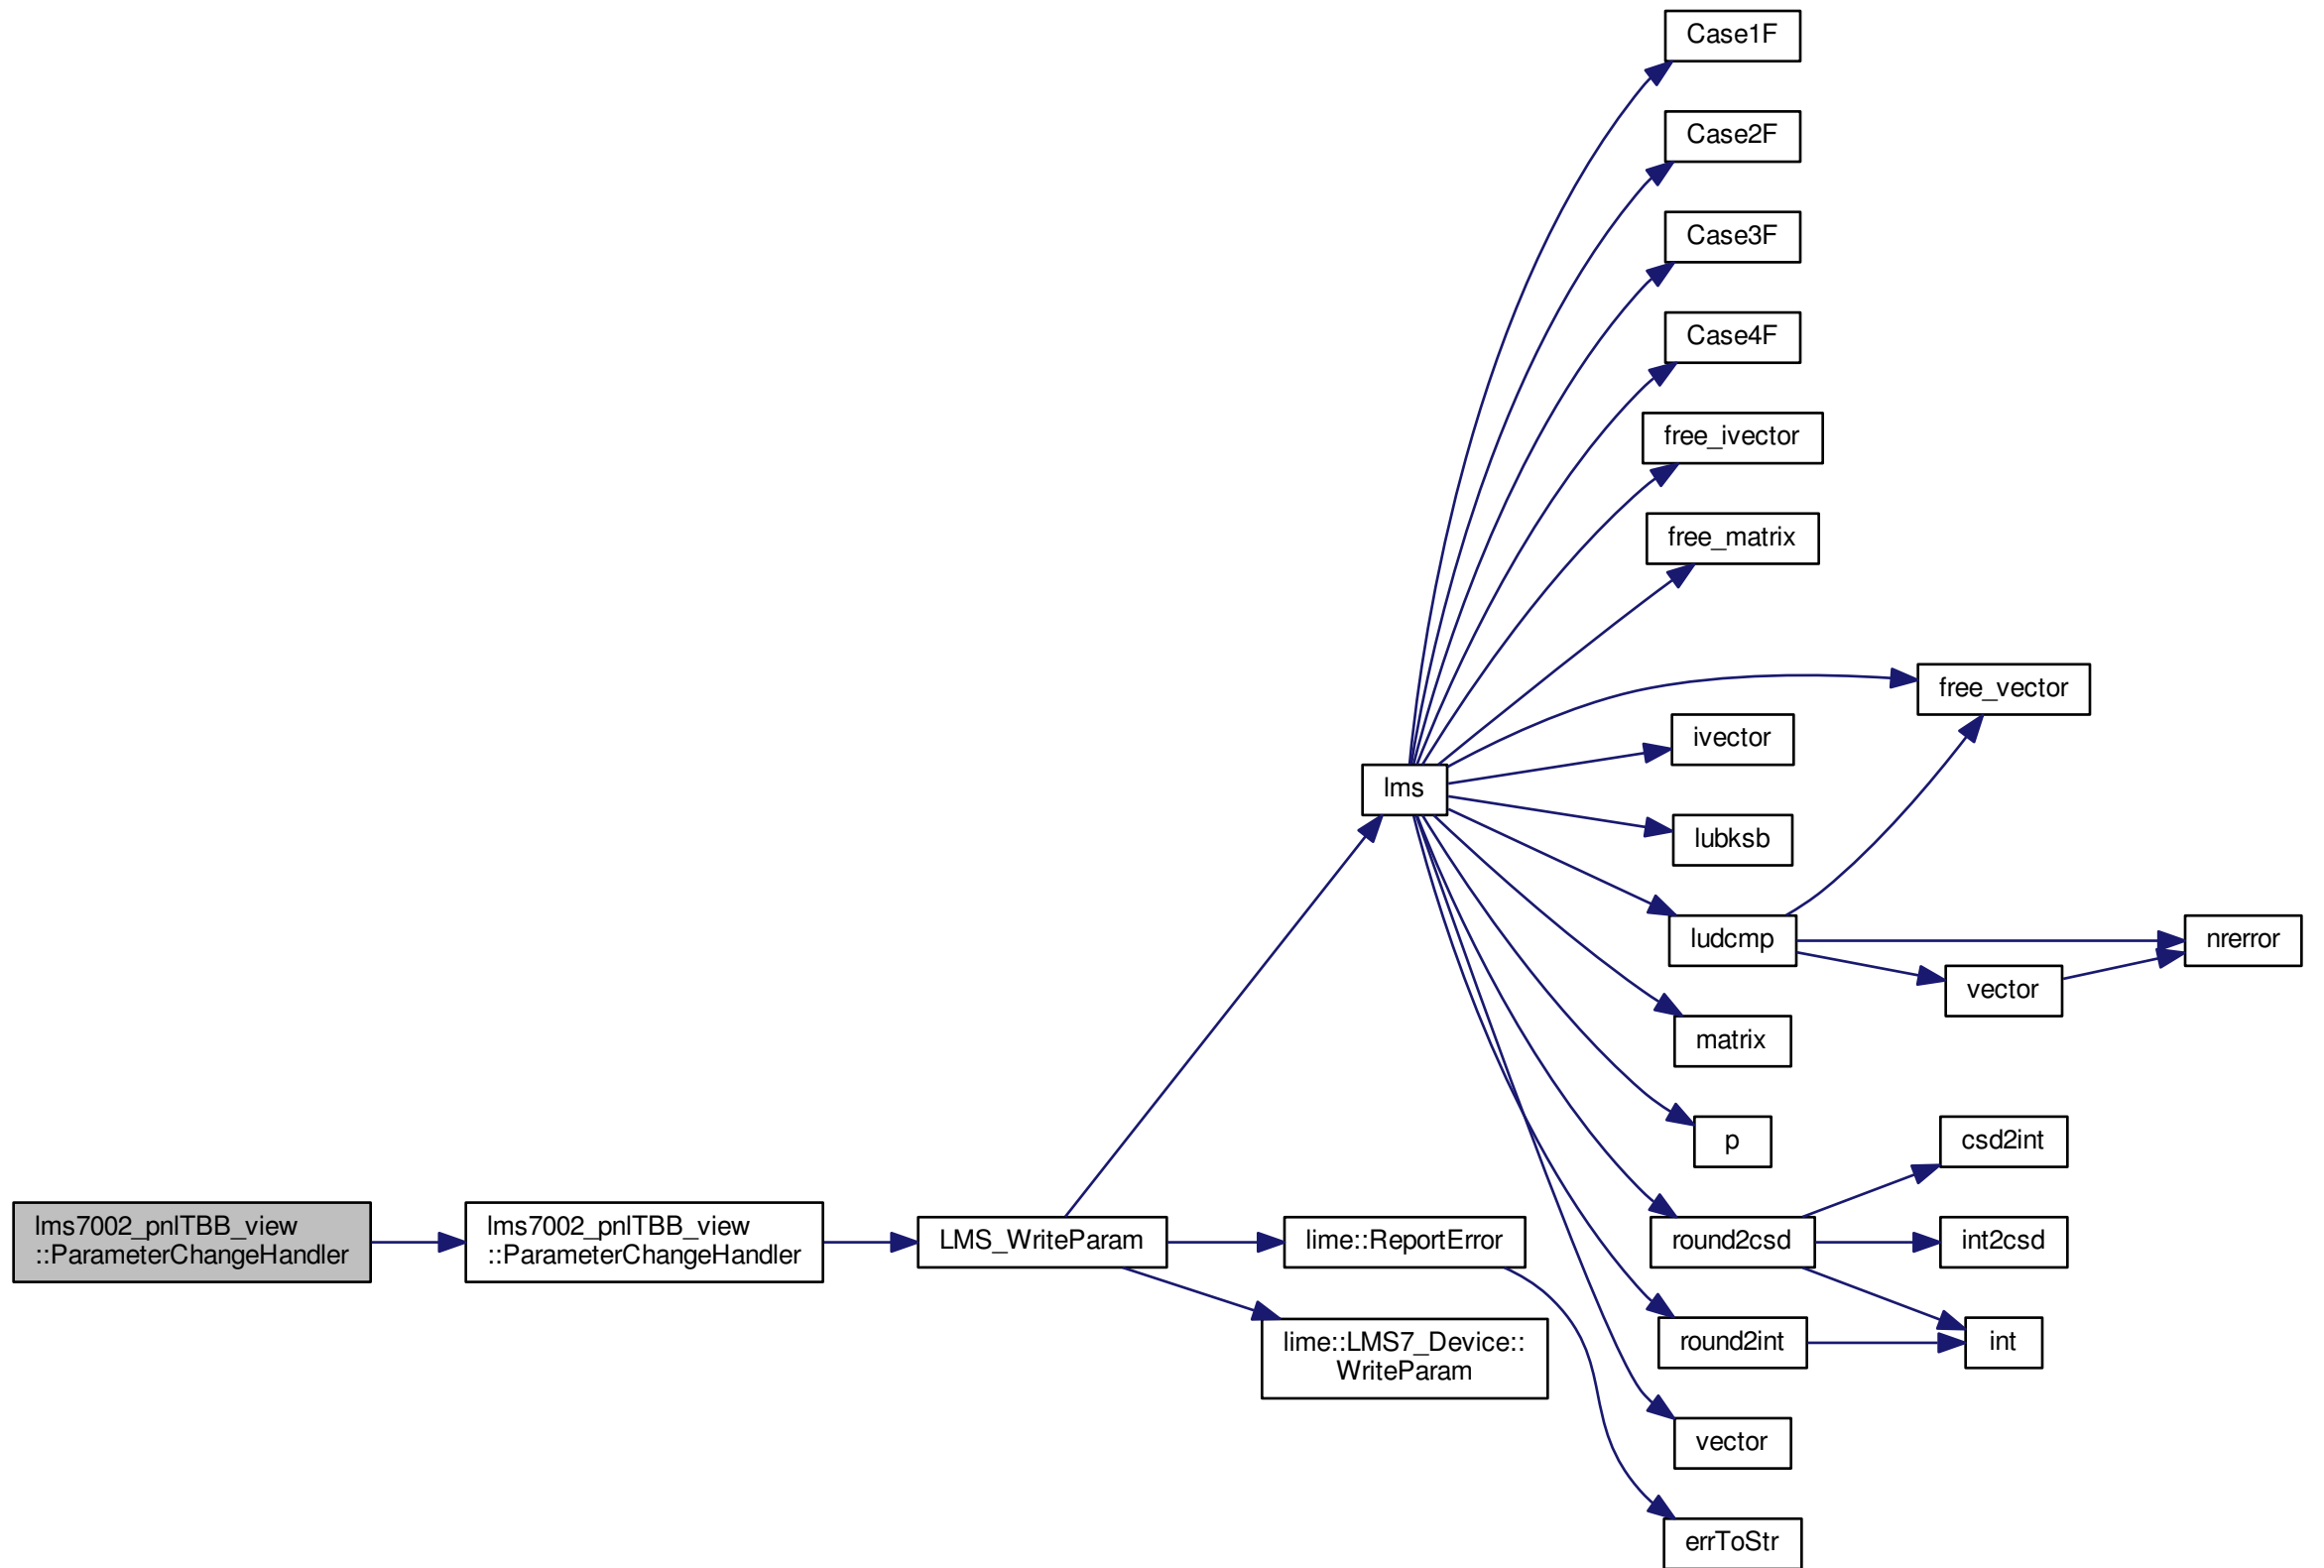 Case1F
Case2F
Case3F
Case4F
free_ivector
free_matrix
free_vector
ivector
lms
lubksb
ludcmp
nrerror
vector
matrix
p
csd2int
lms7002_pnlTBB_view
::ParameterChangeHandler
lms7002_pnlTBB_view
::ParameterChangeHandler
LMS_WriteParam
lime::ReportError
round2csd
int2csd
lime::LMS7_Device::
WriteParam
round2int
int
vector
errToStr